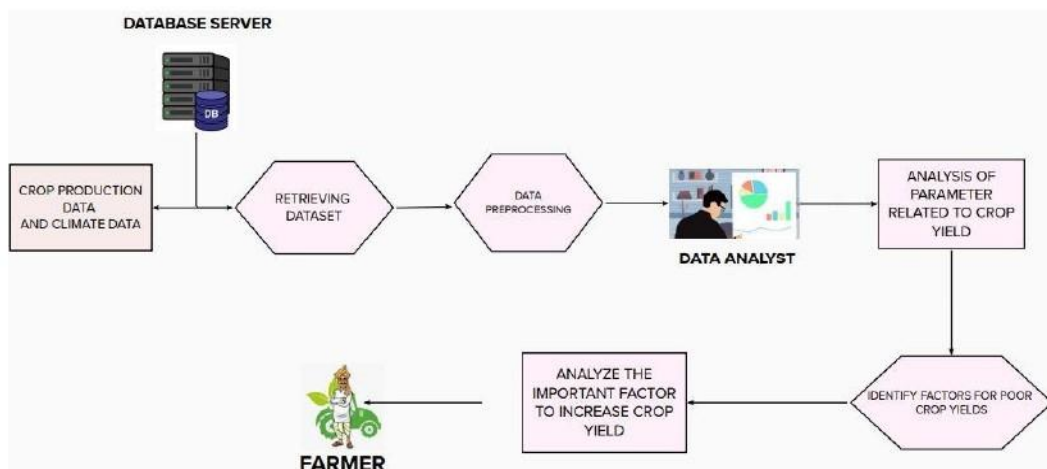 DATABASE SERVER
DB
CROP PRODUCTION
DATA
AND CLIMATE DATA
RETRIEVING
DATASET
DATA
PREPROCESSING
DATA ANALYST
ANALYSIS OF
PARAMETER
RELATED TO CROP
YIELD
IDENTIFY FACTORS FOR POOR
CROP YIELDS
ANALYZE THE
IMPORTANT FACTOR
TO INCREASE CROP
YIELD
FARMER